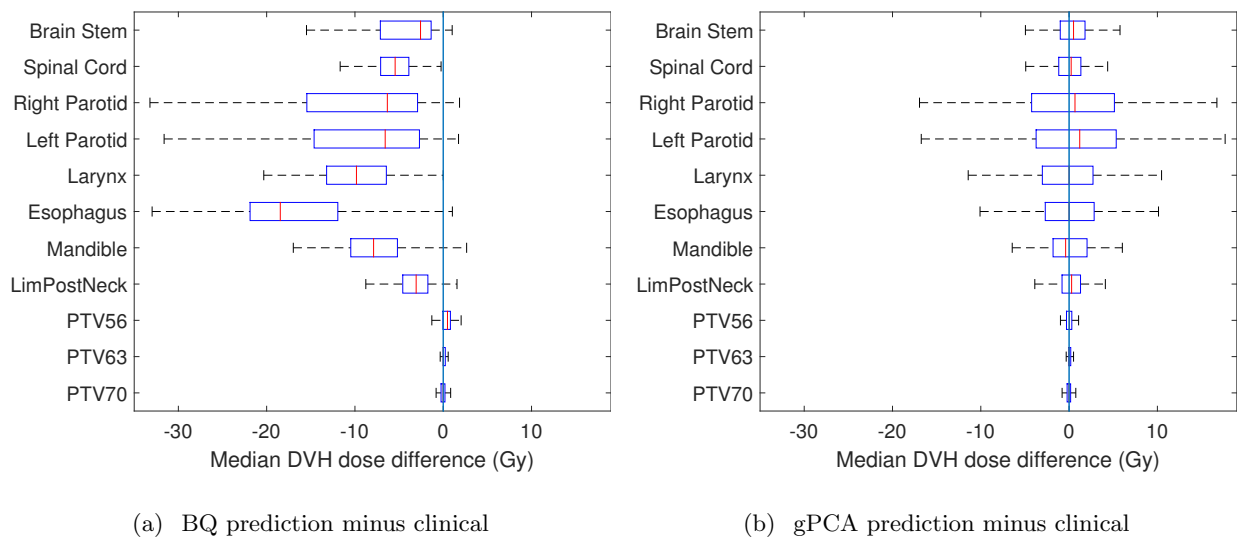 Brain Stem
Spinal Cord
Right Parotid
Left Parotid
Larynx
Esophagus
Mandible
LimPostNeck
PTV56
PTV63
PTV70
-30 -20 -10 0 10
Median DVH dose difference (Gy)
(a) BQ prediction minus clinical
Brain Stem
Spinal Cord
Right Parotid
Left Parotid
Larynx
Esophagus
Mandible
LimPostNeck
PTV56
PTV63
PTV70
-30 -20 -10 0 10
Median DVH dose difference (Gy)
(b) gPCA prediction minus clinical